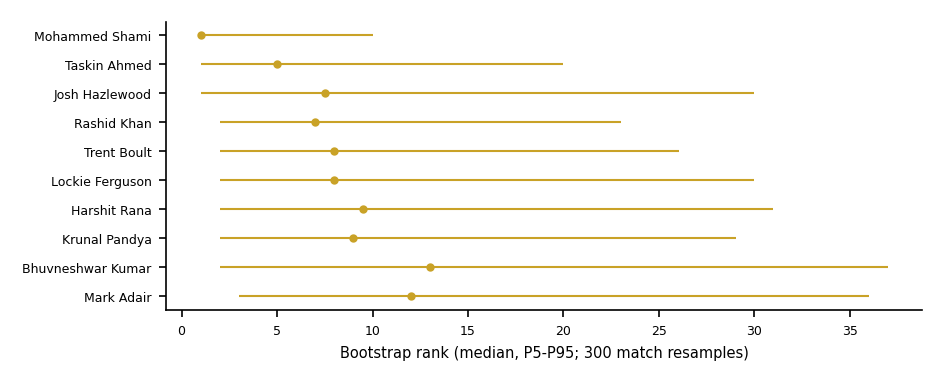 Mohammed Shami
Taskin Ahmed
Josh Hazlewood
Rashid Khan
Trent Boult
Lockie Ferguson
Harshit Rana
Krunal Pandya
Bhuvneshwar Kumar
Mark Adair
0 5 10 15 20 25 30 35
Bootstrap rank (median, P5-P95; 300 match resamples)